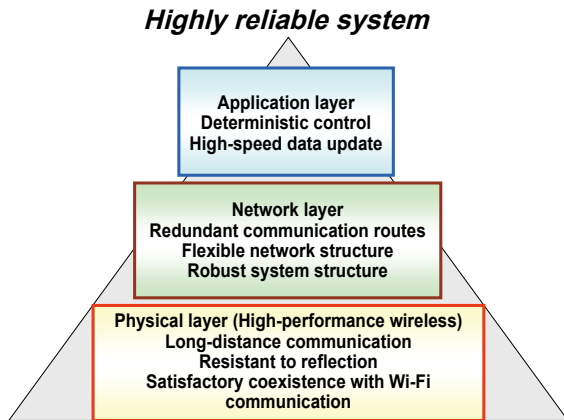 Highly reliable system
Application layer
Deterministic control
High-speed data update
Network layer
Redundant communication routes
Flexible network structure
Robust system structure
Physical layer (High-performance wireless)
Long-distance communication
Resistant to reflection
Satisfactory coexistence with Wi-Fi
communication